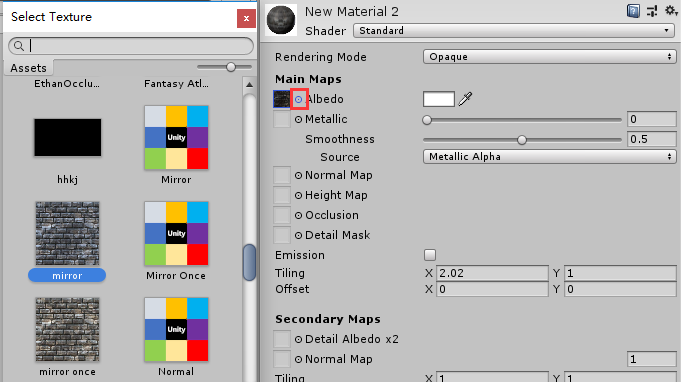 Select Texture
x
Assets
EthanOcclu...
Fantasy Atl...
hhkj
Unity
Mirror
mirror
Unity
Mirror Once
mirror once
Unity
Normal
New Material 2
Shader
Standard
Rendering Mode
Opaque
Main Maps
Albedo
Metallic
0
Smoothness
0.5
Source
Metallic Alpha
Normal Map
Height Map
Occlusion
Detail Mask
Emission
Tiling
X 2.02
Y 1
Offset
X 0
Y 0
Secondary Maps
Detail Albedo x2
Normal Map
1
Tiling
X 1
Y 1